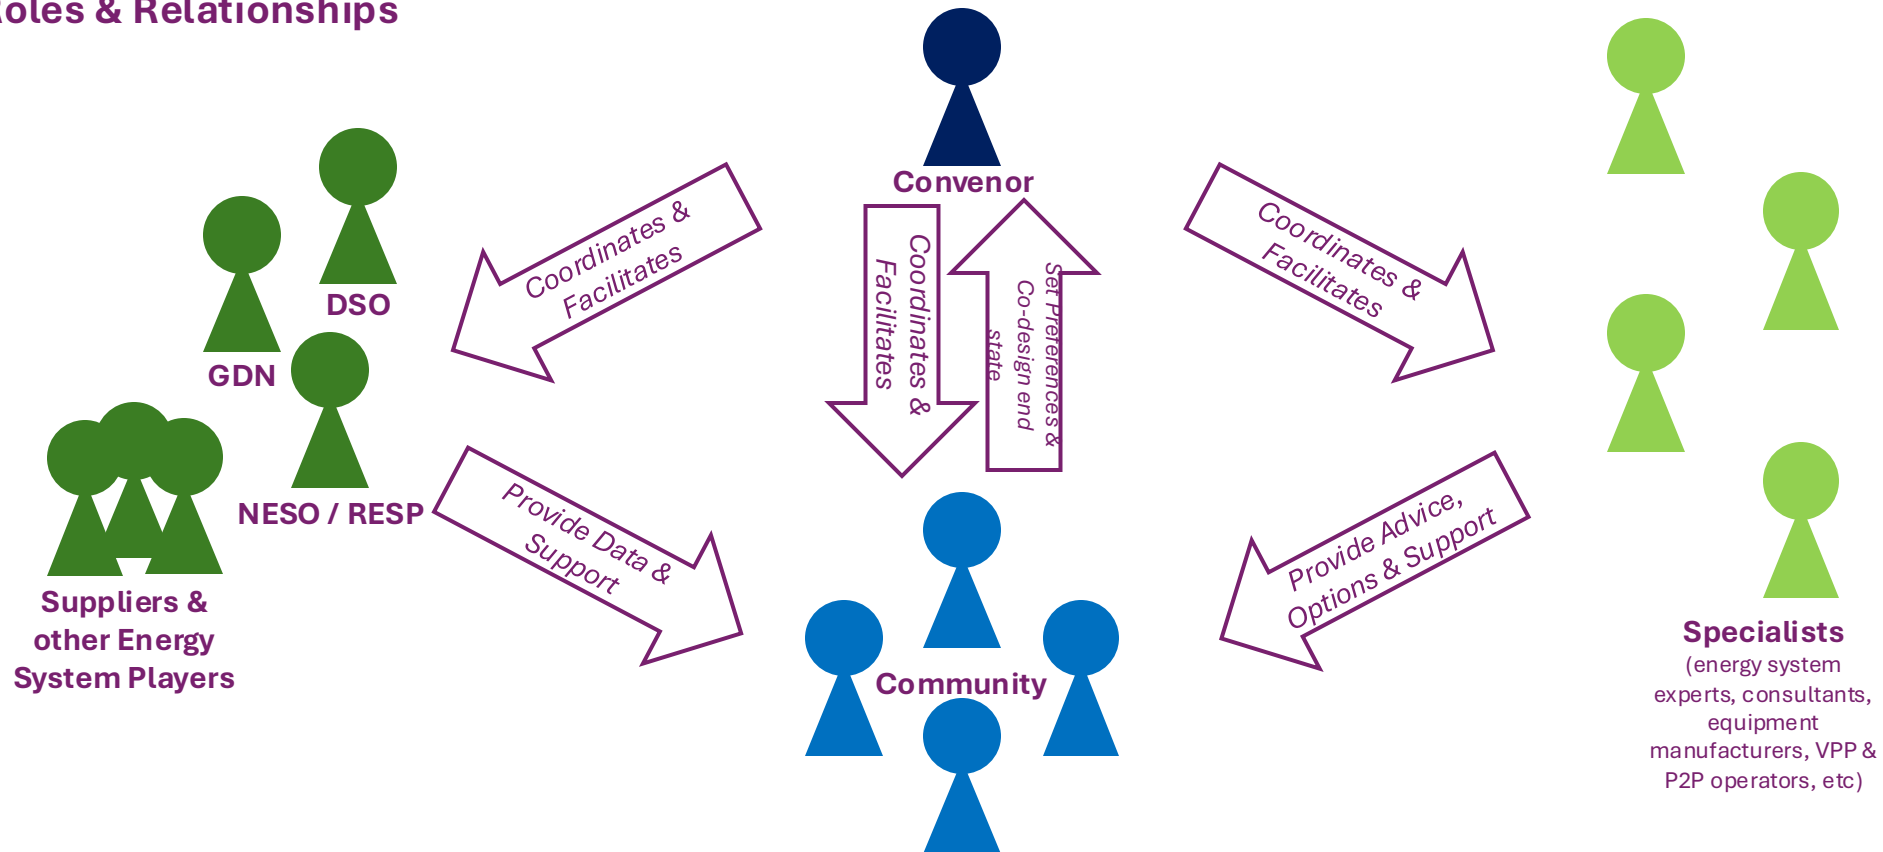 oles & Relationships
Convenor
Coordinates &
Facilitates
Coordinates &
Facilitates
Set Preferences &
Co-design end
state
Coordinates &
Facilitates
DSO
GDN
NESO / RESP
Suppliers &
other Energy
System Players
Provide Data &
Support
Provide Advice,
Options & Support
Community
Specialists
(energy system
experts, consultants,
equipment
manufacturers, VPP &
P2P operators, etc)